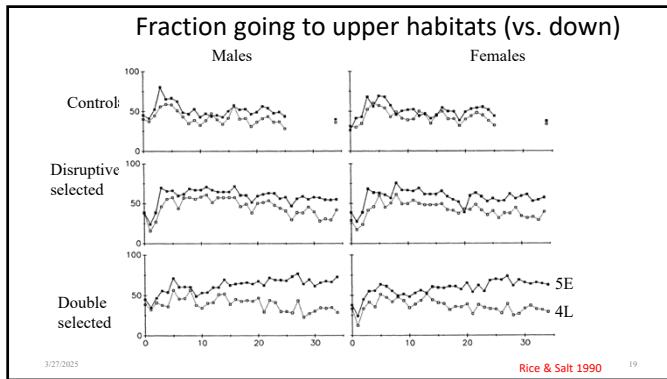 Fraction going to upper habitats (vs. down)
Males
Females
Controls
100
50
0
Disruptive
selected
100
50
0
Double
selected
100
50
0
0
10
20
30
0
10
20
30
5E
4L
3/27/2025
Rice & Salt 1990
19